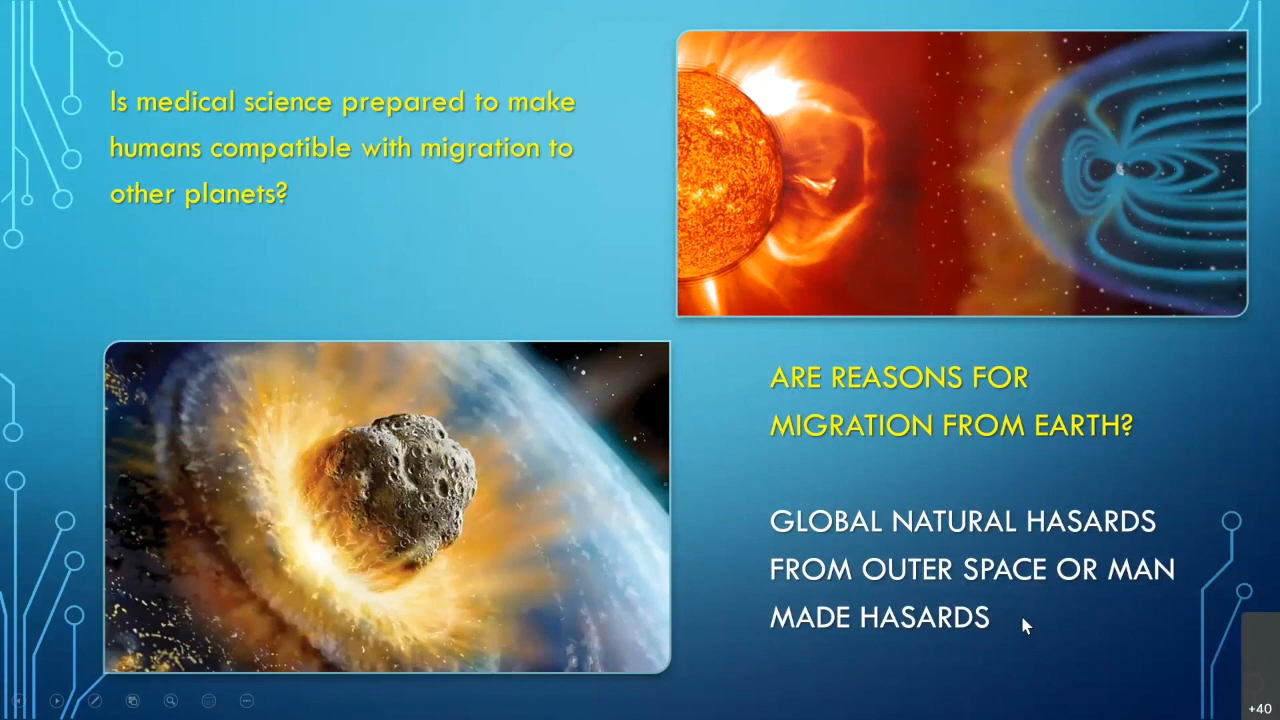 Is medical science prepared to make
humans compatible with migration to
other planets?
ARE REASONS FOR
MIGRATION FROM EARTH?
GLOBAL NATURAL HASARDS
FROM OUTER SPACE OR MAN
MADE HASARDS
+40